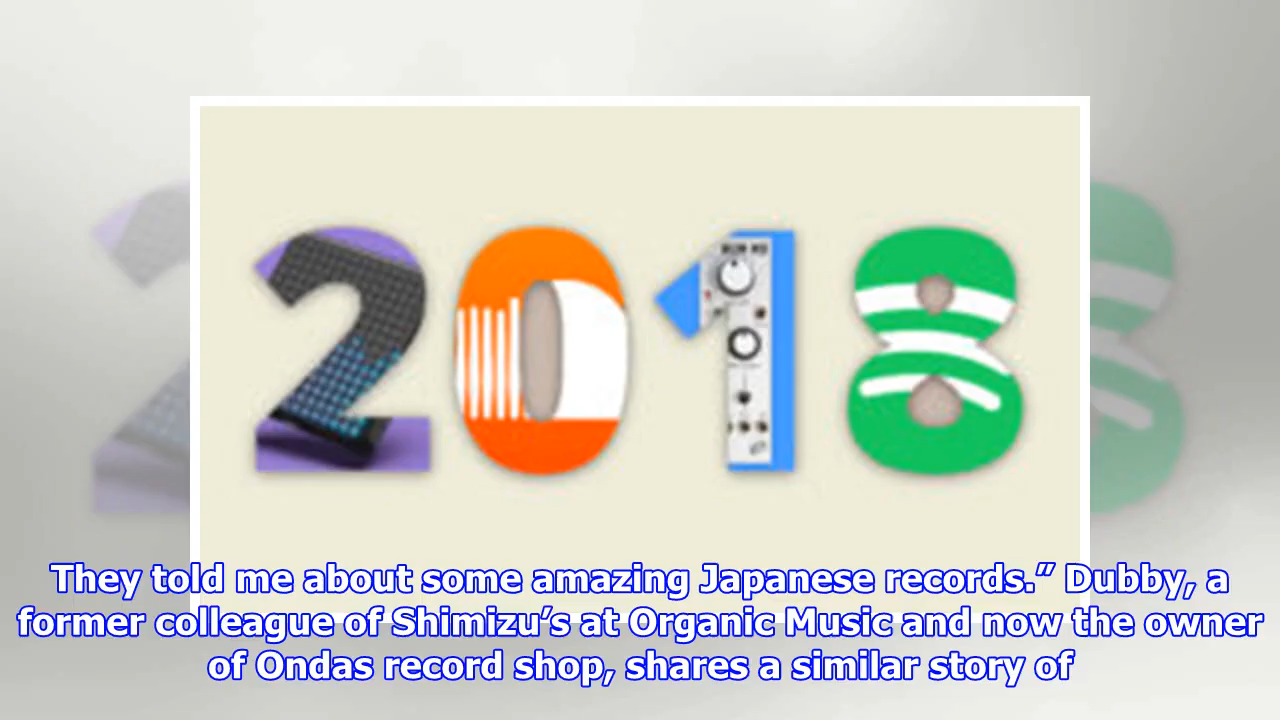 2018
They told me about some amazing Japanese records.” Dubby, a
former colleague of Shimizu’s at Organic Music and now the owner
of Ondas record shop, shares a similar story of